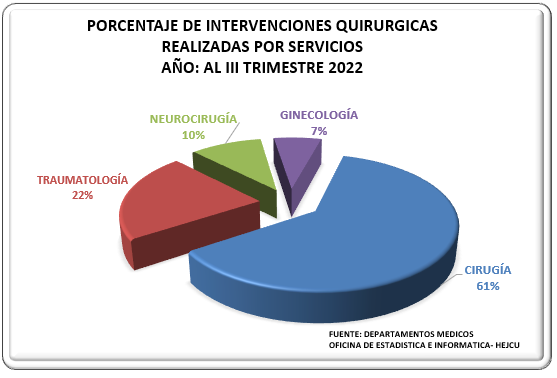 PORCENTAJE DE INTERVENCIONES QUIRURGICAS
REALIZADAS POR SERVICIOS
AÑO: AL III TRIMESTRE 2022
GINECOLOGÍA
7%
NEUROCIRUGÍA
10%
TRAUMATOLOGÍA
22%
CIRUGÍA
61%
FUENTE: DEPARTAMENTOS MEDICOS
OFICINA DE ESTADISTICA E INFORMATICA- HEJCU